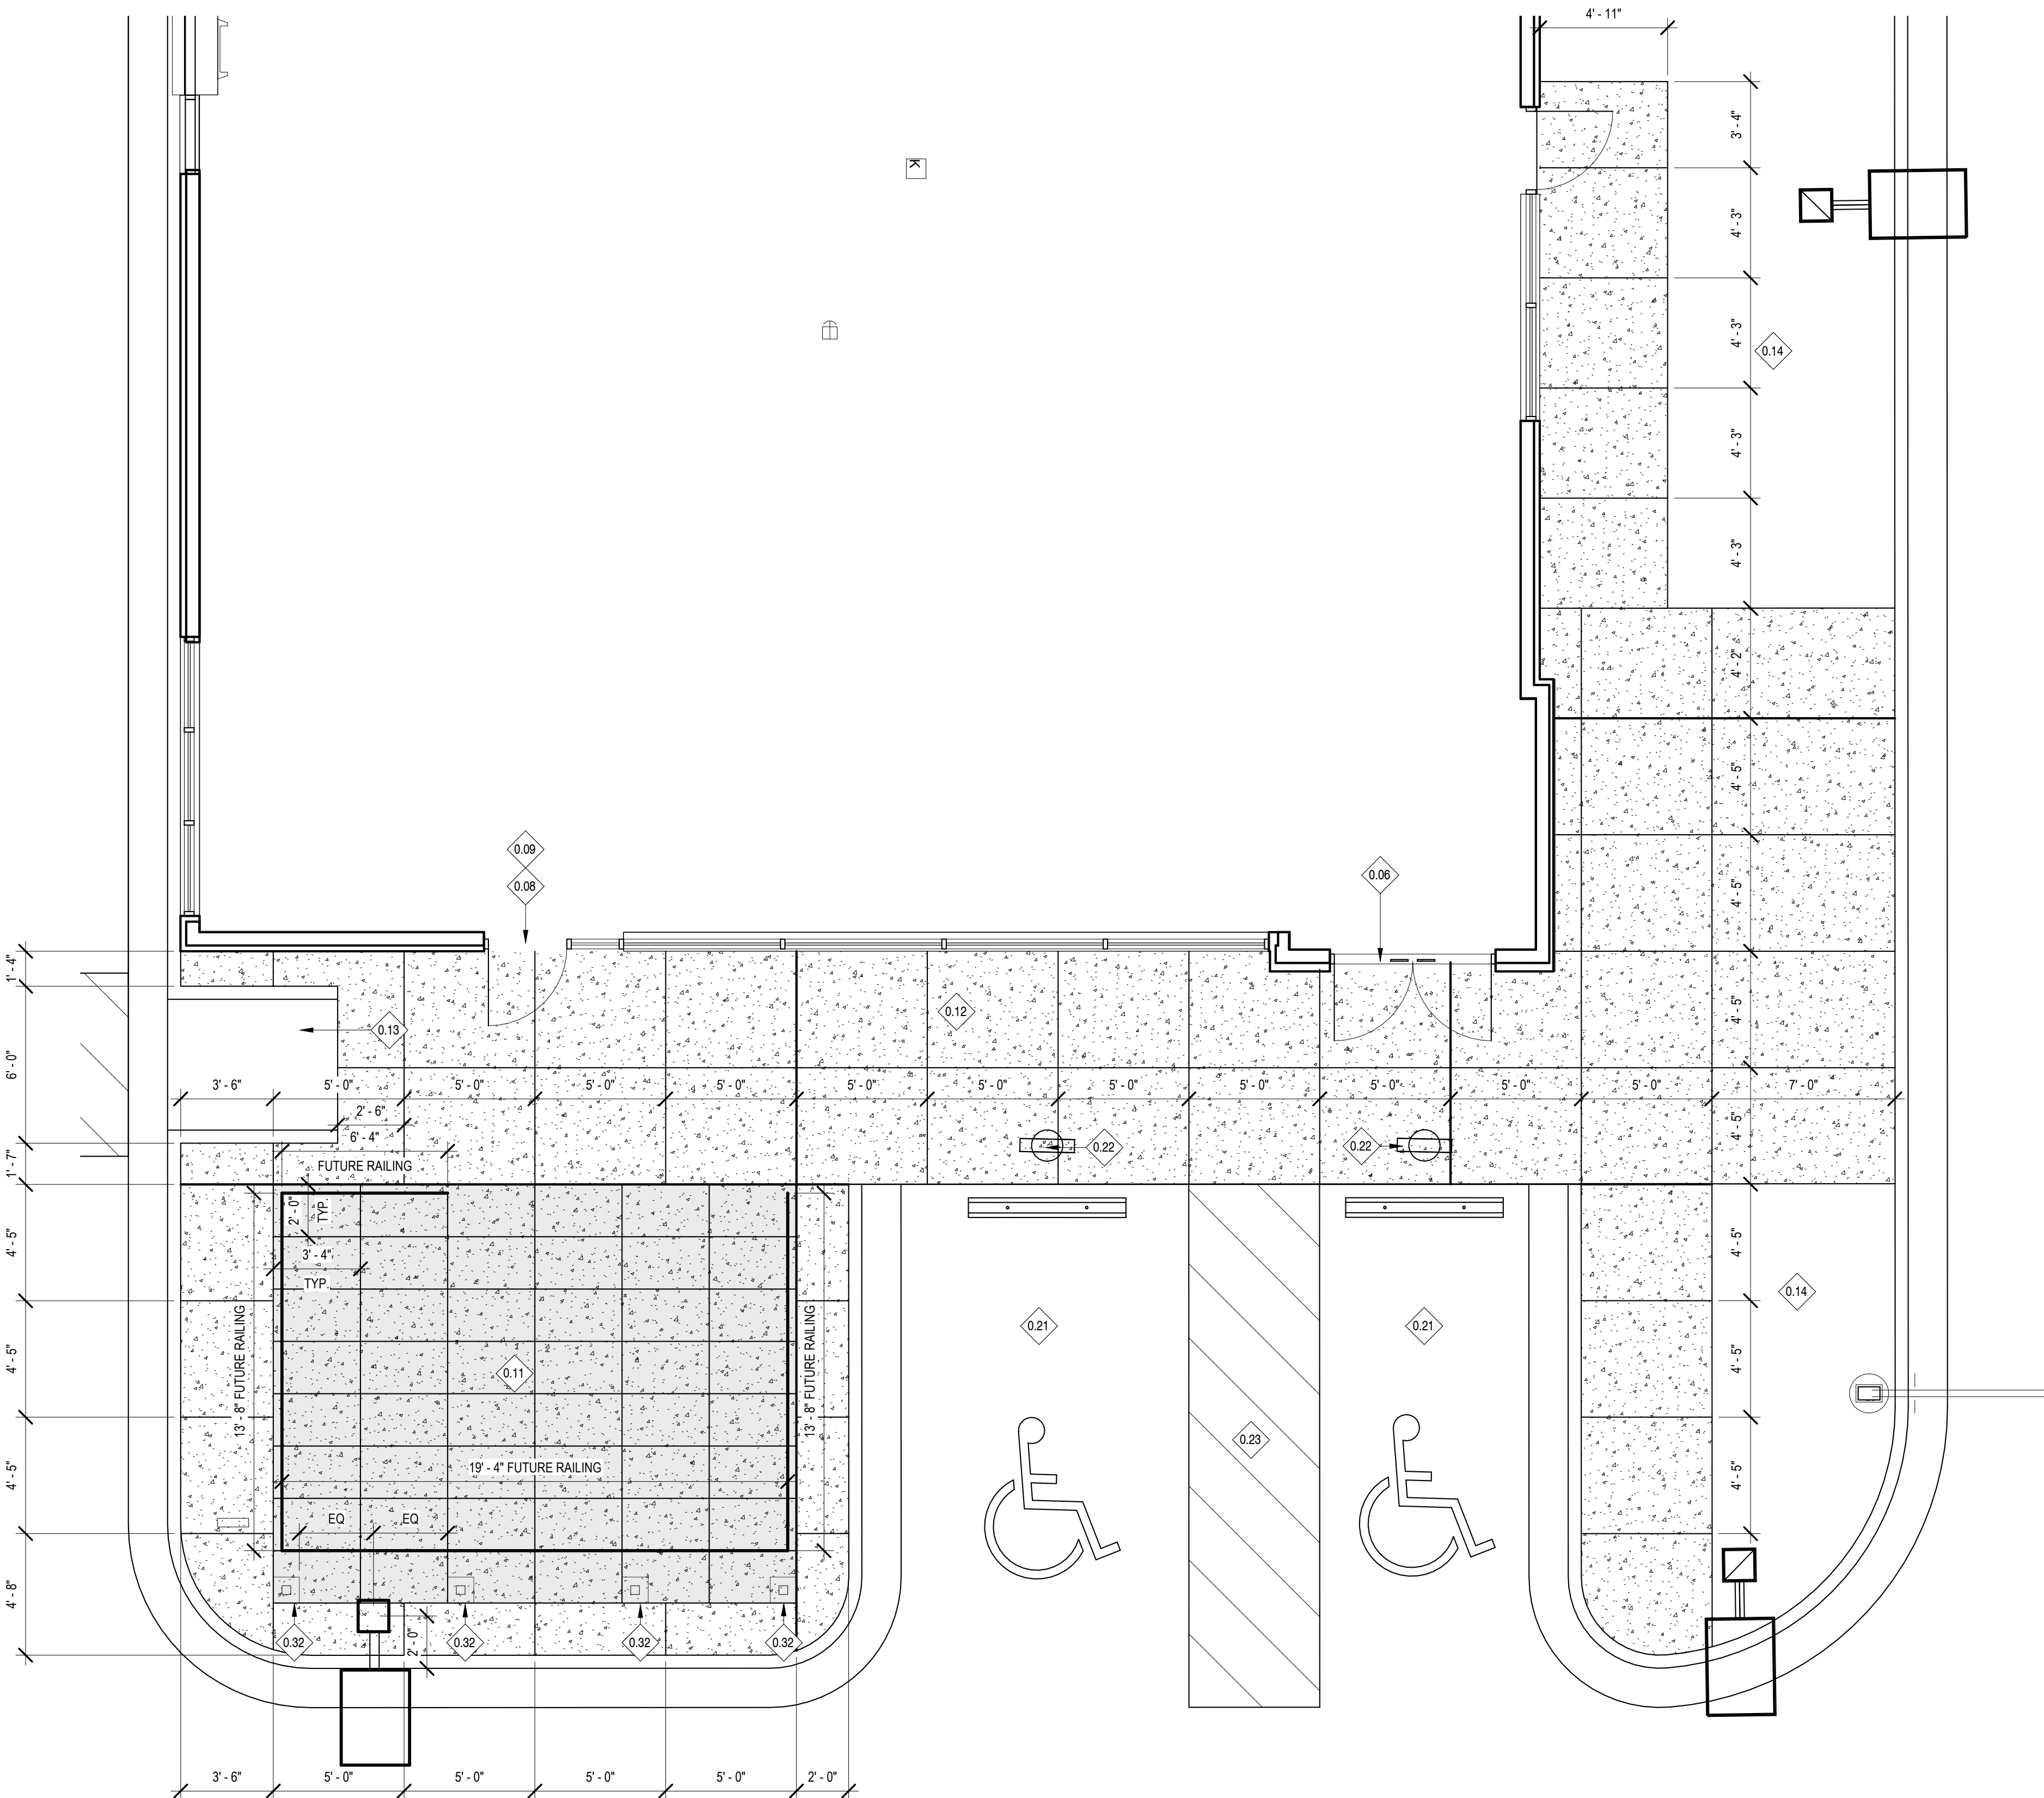 4' - 11"
3' - 4"
K
4' - 3"
4' - 3"
0.14
4' - 3"
4' - 3"
4' - 2"
4' - 5"
0.09
0.08
0.06
4' - 5"
1' - 4"
0.12
4' - 5"
0.13
6' - 0"
3' - 6"
5' - 0"
5' - 0"
5' - 0"
5' - 0"
5' - 0"
5' - 0"
5' - 0"
5' - 0"
5' - 0"
5' - 0"
5' - 0"
7' - 0"
2' - 6"
4' - 5"
6' - 4"
0.22
0.22
1' - 7"
FUTURE RAILING
2' - 0"
TYP.
4' - 5"
3' - 4"
TYP.
4' - 5"
0.14
0.21
0.21
13' - 8" FUTURE RAILING
13' - 8" FUTURE RAILING
4' - 5"
4' - 5"
0.11
0.23
19' - 4" FUTURE RAILING
4' - 5"
4' - 5"
EQ
EQ
4' - 8"
0.32
0.32
0.32
0.32
2' - 0"
3' - 6"
5' - 0"
5' - 0"
5' - 0"
5' - 0"
2' - 0"